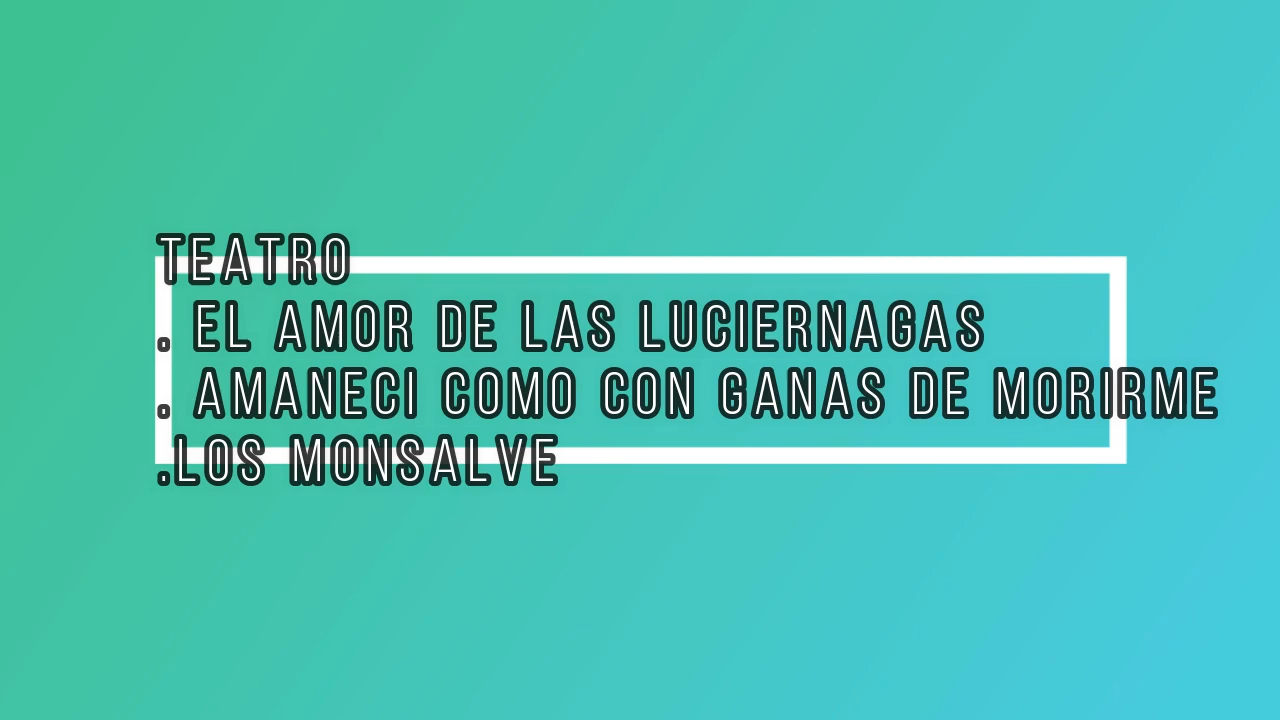 TEATRO
. EL AMOR DE LAS LUCIERNAGAS
. AMANECI COMO CON GANAS DE MORIRME
.LOS MONSALVE